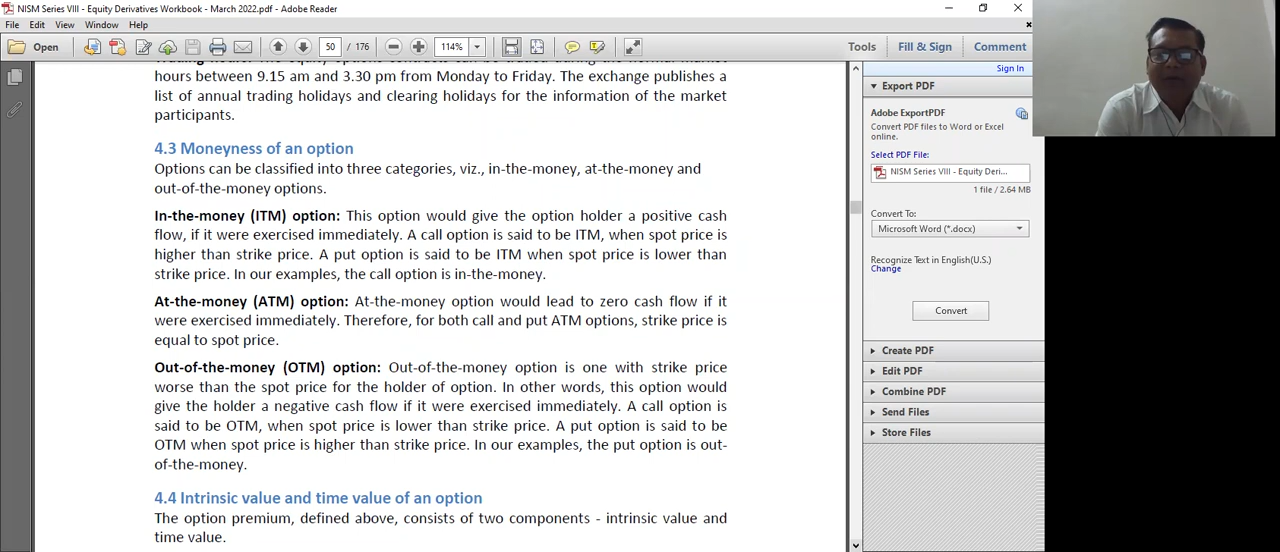 NISM Series VIII - Equity Derivatives Workbook - March 2022.pdf - Adobe Reader
File Edit View Window Help
Open 50 / 176 114% Tools Fill & Sign Comment
hours between 9.15 am and 3.30 pm from Monday to Friday. The exchange publishes a
list of annual trading holidays and clearing holidays for the information of the market
participants.
4.3 Moneyness of an option
Options can be classified into three categories, viz., in-the-money, at-the-money and
out-of-the-money options.
In-the-money (ITM) option: This option would give the option holder a positive cash
flow, if it were exercised immediately. A call option is said to be ITM, when spot price is
higher than strike price. A put option is said to be ITM when spot price is lower than
strike price. In our examples, the call option is in-the-money.
At-the-money (ATM) option: At-the-money option would lead to zero cash flow if it
were exercised immediately. Therefore, for both call and put ATM options, strike price is
equal to spot price.
Out-of-the-money (OTM) option: Out-of-the-money option is one with strike price
worse than the spot price for the holder of option. In other words, this option would
give the holder a negative cash flow if it were exercised immediately. A call option is
said to be OTM, when spot price is lower than strike price. A put option is said to be
OTM when spot price is higher than strike price. In our examples, the put option is out-
of-the-money.
4.4 Intrinsic value and time value of an option
The option premium, defined above, consists of two components - intrinsic value and
time value.
Sign In
Export PDF
Adobe ExportPDF
Convert PDF files to Word or Excel
online.
Select PDF File:
NISM Series VIII - Equity Deri...
1 file / 2.64 MB
Convert To:
Microsoft Word (*.docx)
Recognize Text in English(U.S.)
Change
Convert
Create PDF
Edit PDF
Combine PDF
Send Files
Store Files